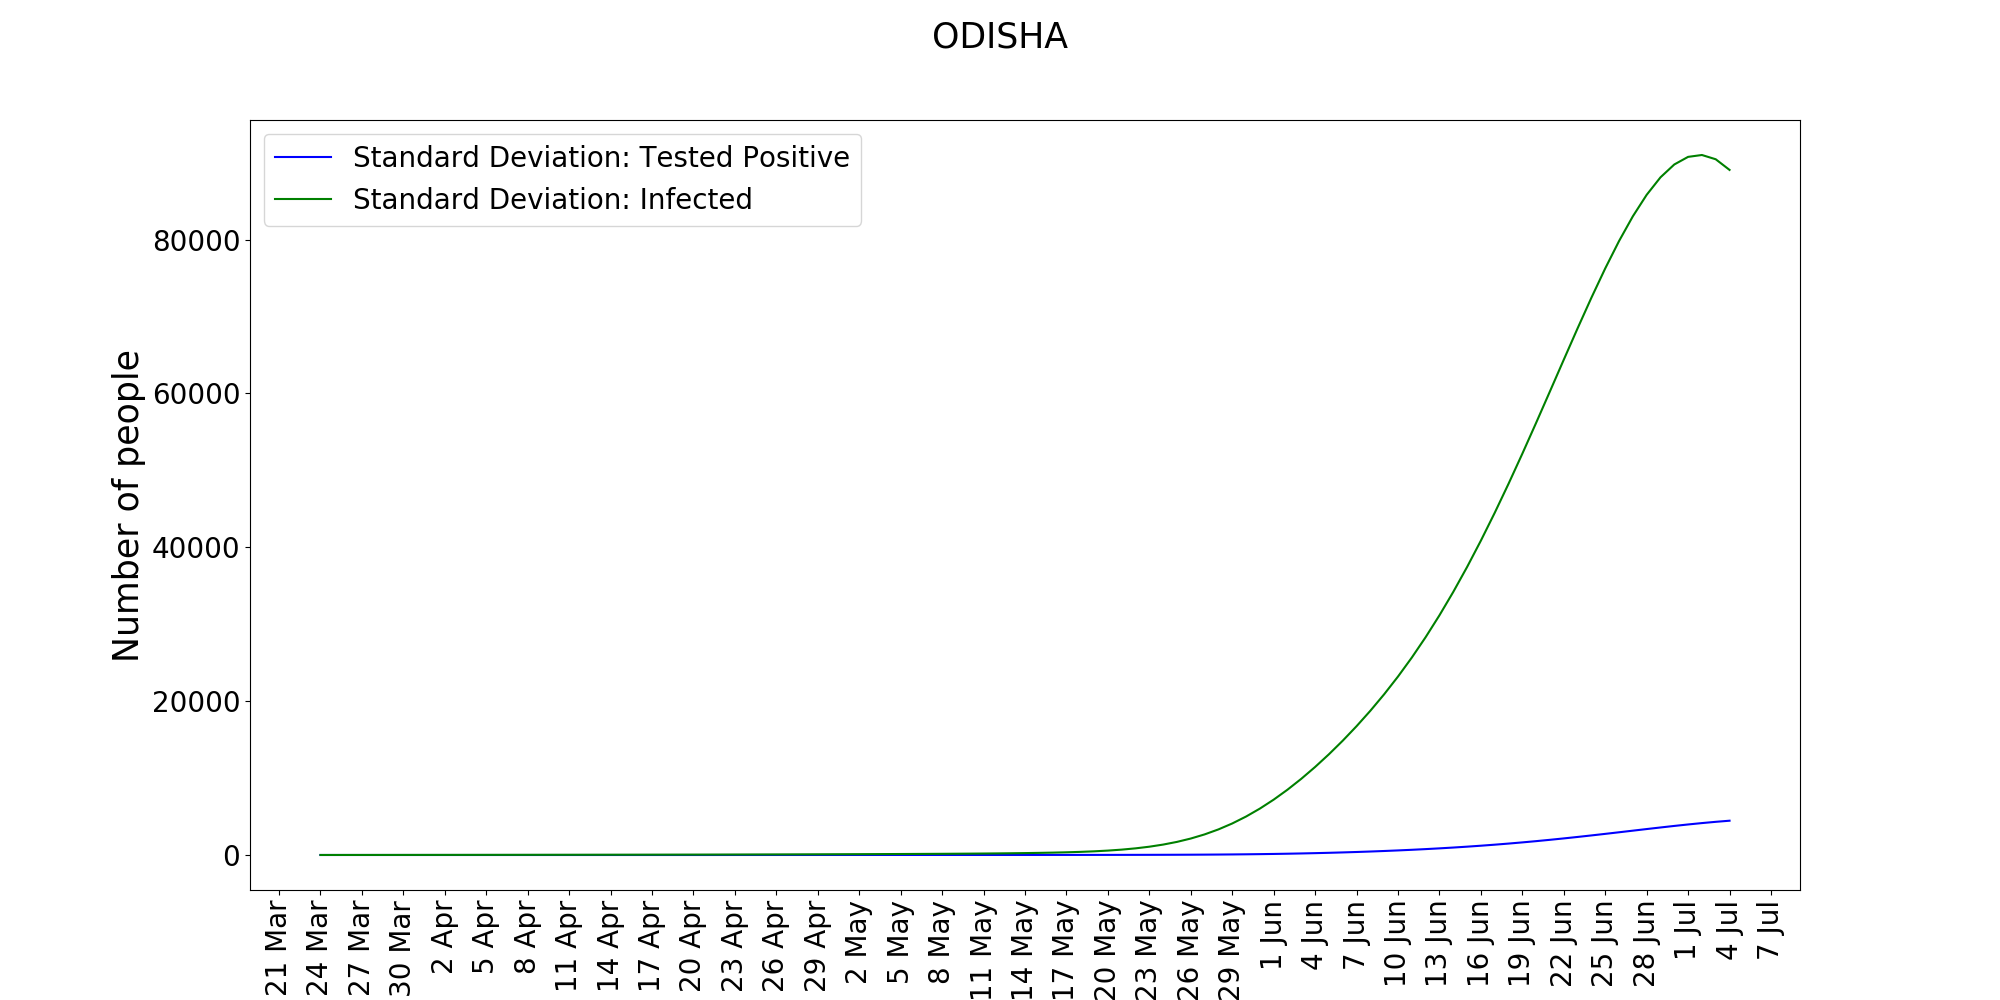 ODISHA
Standard Deviation: Tested Positive
Standard Deviation: Infected
Number of people
80000
60000
40000
20000
0
21 Mar
24 Mar
27 Mar
30 Mar
2 Apr
5 Apr
8 Apr
11 Apr
14 Apr
17 Apr
20 Apr
23 Apr
26 Apr
29 Apr
2 May
5 May
8 May
11 May
14 May
17 May
20 May
23 May
26 May
29 May
1 Jun
4 Jun
7 Jun
10 Jun
13 Jun
16 Jun
19 Jun
22 Jun
25 Jun
28 Jun
1 Jul
4 Jul
7 Jul